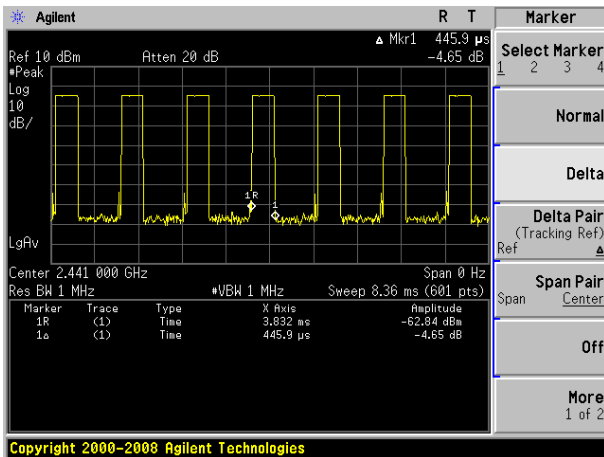 Agilent R T
Δ Mkr1 445.9 µs
Ref 10 dBm Atten 20 dB -4.65 dB
#Peak
Log
10
dB/
1R
1
LgAv
Center 2.441 000 GHz Span 0 Hz
Res BW 1 MHz #VBW 1 MHz Sweep 8.36 ms (601 pts)
Marker Trace Type X Axis Amplitude
1R (1) Time 3.832 ms -62.84 dBm
1Δ (1) Time 445.9 µs -4.65 dB
Marker
Select Marker
1 2 3 4
Normal
Delta
Delta Pair
(Tracking Ref)
Ref Δ
Span Pair
Span Center
Off
More
1 of 2
Copyright 2000-2008 Agilent Technologies